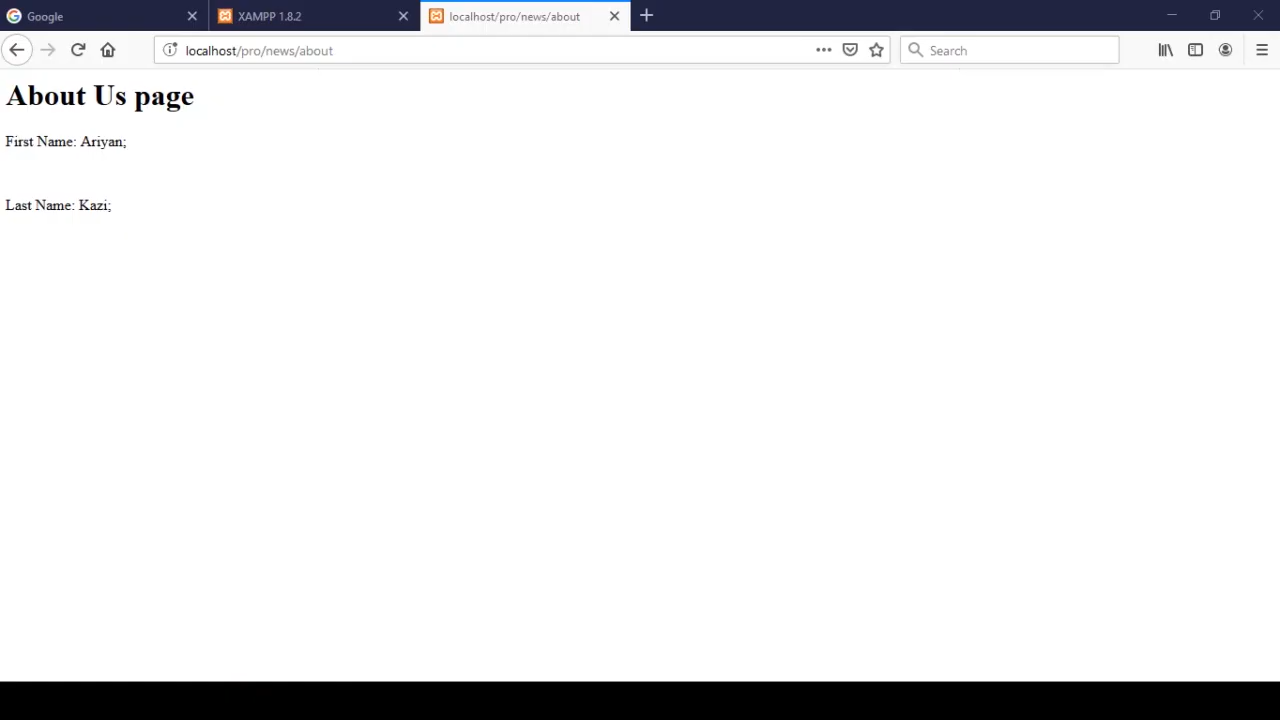 Google
XAMPP 1.8.2
localhost/pro/news/about
localhost/pro/news/about
Search
About Us page
First Name: Ariyan;
Last Name: Kazi;